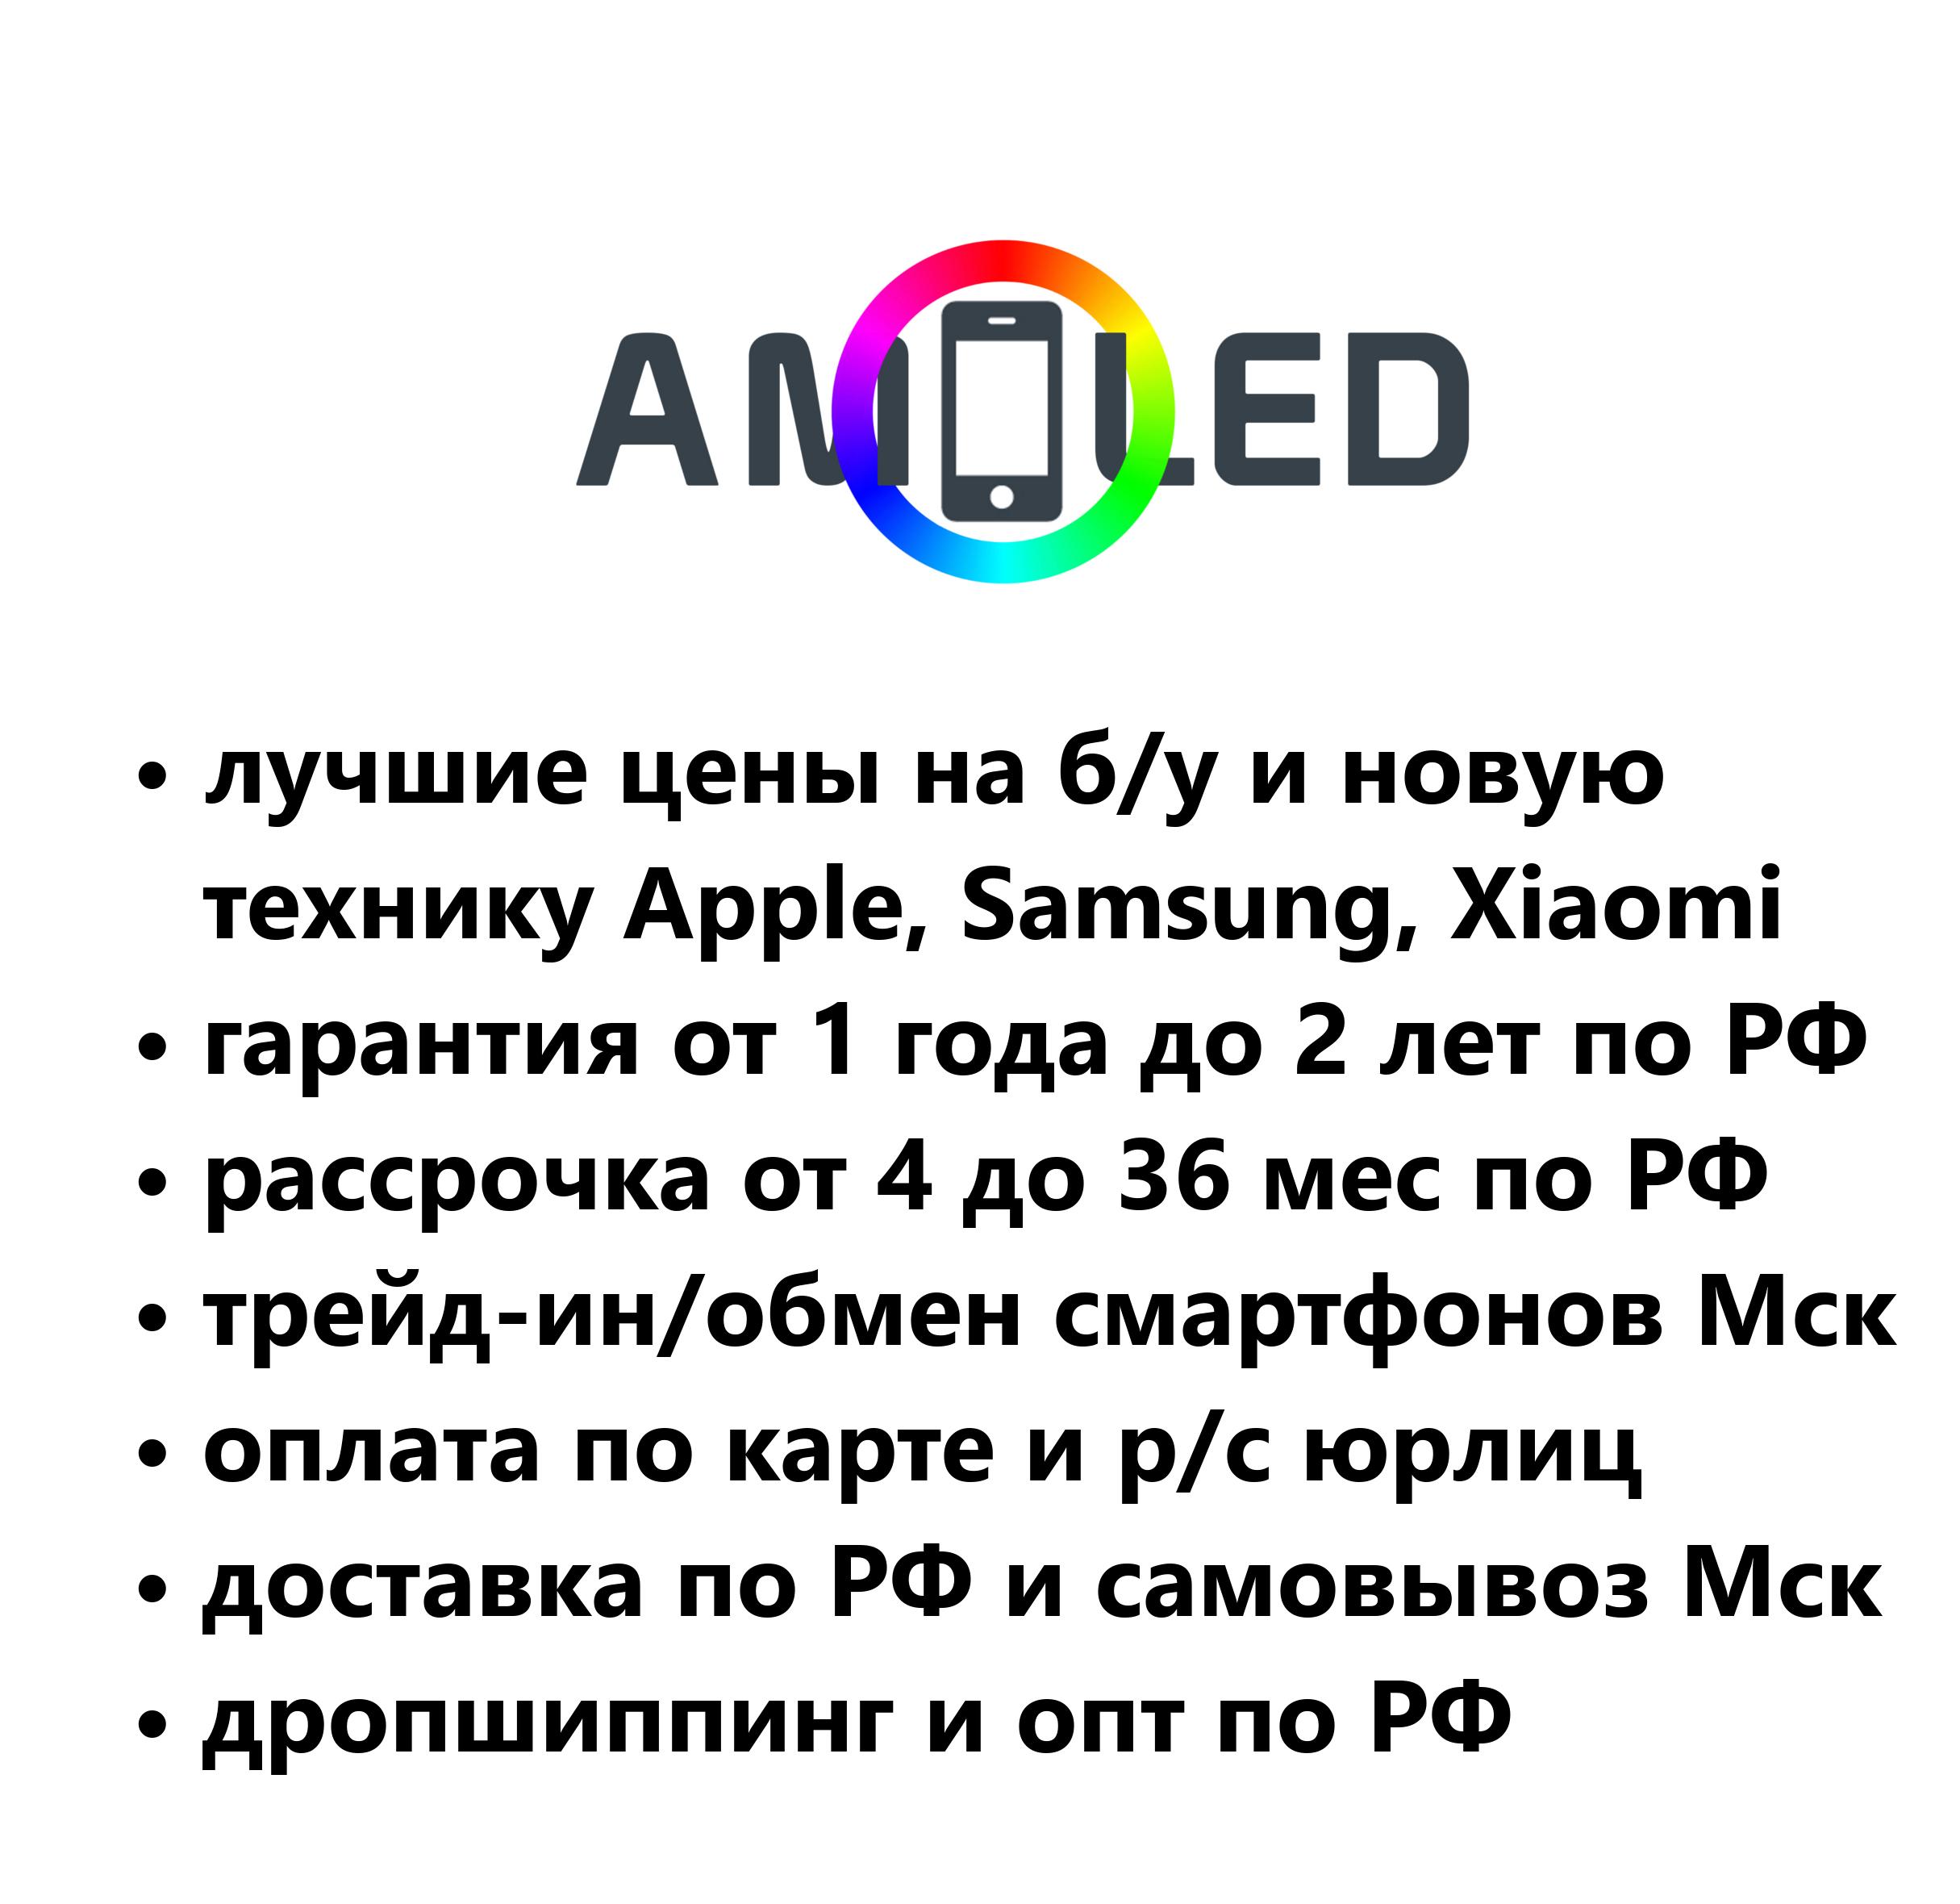 AMOLED
• лучшие цены на б/у и новую
технику Apple, Samsung, Xiaomi
• гарантия от 1 года до 2 лет по РФ
• рассрочка от 4 до 36 мес по РФ
• трейд-ин/обмен смартфонов Мск
• оплата по карте и р/с юрлиц
• доставка по РФ и самовывоз Мск
• дропшиппинг и опт по РФ